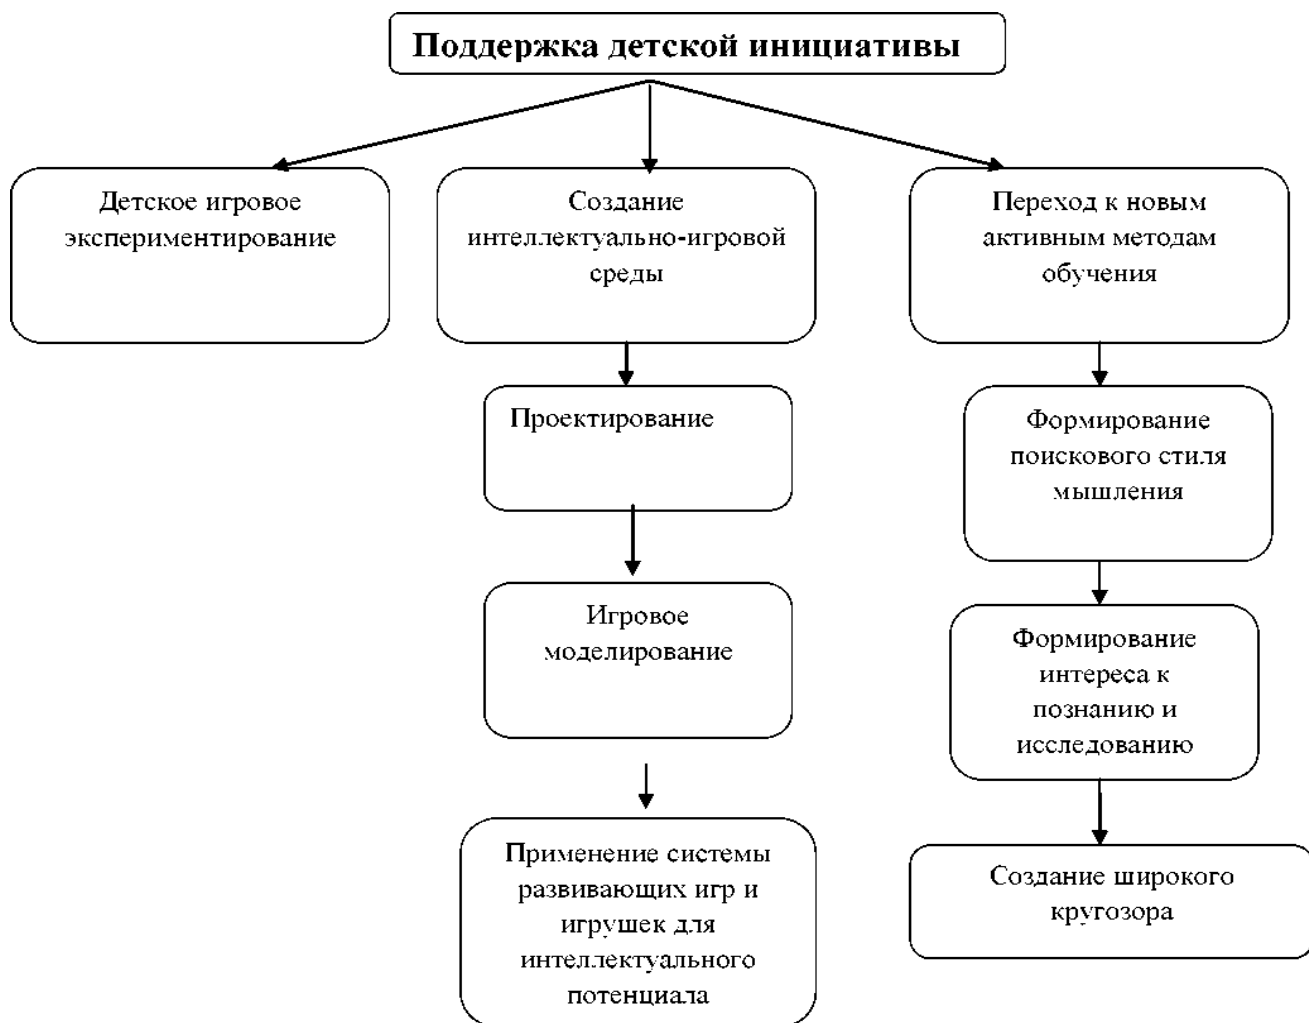 Поддержка детской инициативы
Детское игровое
экспериментирование
Создание
интеллектуально-игровой
среды
Переход к новым
активным методам
обучения
Проектирование
Формирование
поискового стиля
мышления
Игровое
моделирование
Формирование
интереса к
познанию и
исследованию
Применение системы
развивающих игр и
игрушек для
интеллектуального
потенциала
Создание широкого
кругозора